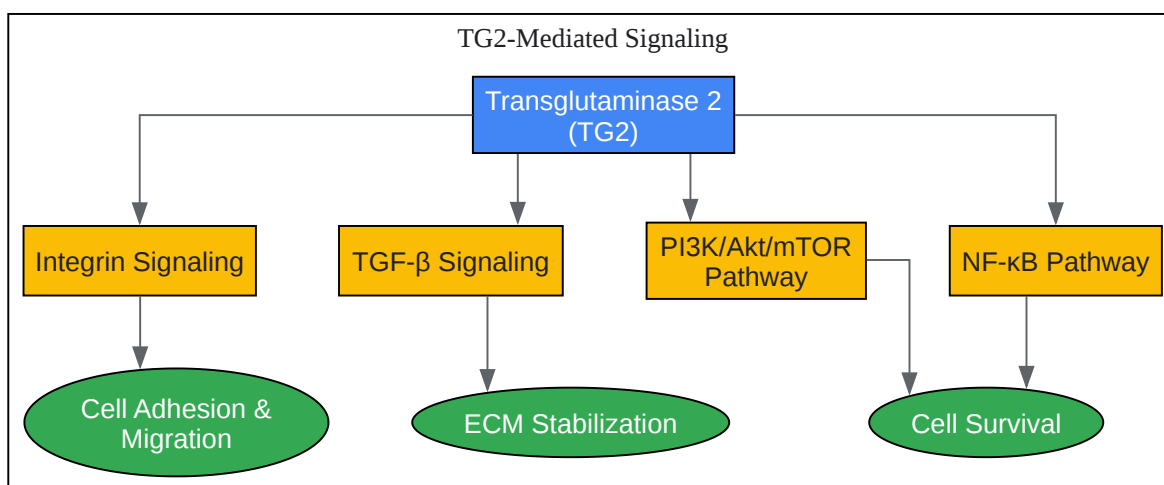 TG2-Mediated Signaling
Transglutaminase 2
(TG2)
Integrin Signaling
TGF-β Signaling
PI3K/Akt/mTOR
Pathway
NF-κB Pathway
Cell Adhesion &
Migration
ECM Stabilization
Cell Survival